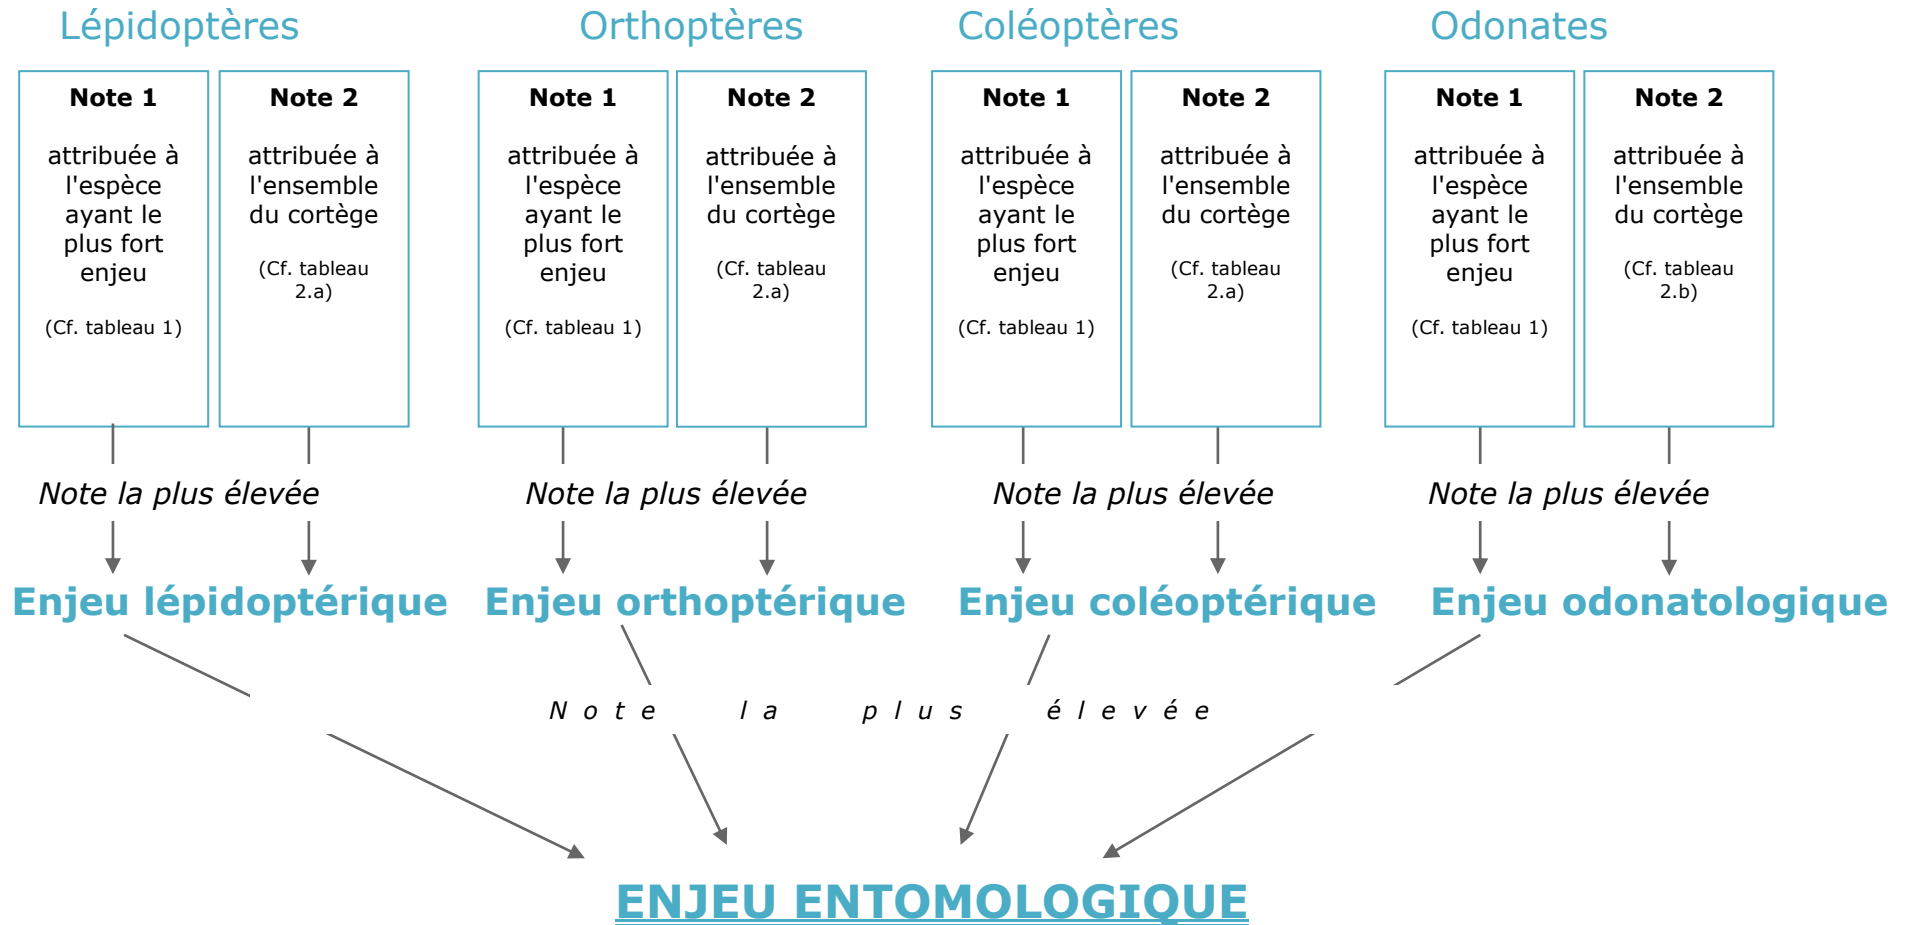 Lépidoptères
Orthoptères
Coléoptères
Odonates
Note 1
attribuée à
l'espèce
ayant le
plus fort
enjeu
(Cf. tableau 1)
Note 2
attribuée à
l'ensemble
du cortège
(Cf. tableau
2.a)
Note 1
attribuée à
l'espèce
ayant le
plus fort
enjeu
(Cf. tableau 1)
Note 2
attribuée à
l'ensemble
du cortège
(Cf. tableau
2.a)
Note 1
attribuée à
l'espèce
ayant le
plus fort
enjeu
(Cf. tableau 1)
Note 2
attribuée à
l'ensemble
du cortège
(Cf. tableau
2.a)
Note 1
attribuée à
l'espèce
ayant le
plus fort
enjeu
(Cf. tableau 1)
Note 2
attribuée à
l'ensemble
du cortège
(Cf. tableau
2.b)
Note la plus élevée
Note la plus élevée
Note la plus élevée
Note la plus élevée
Enjeu lépidoptérique
Enjeu orthoptérique
Enjeu coléoptérique
Enjeu odonatologique
Note la plus élevée
ENJEU ENTOMOLOGIQUE